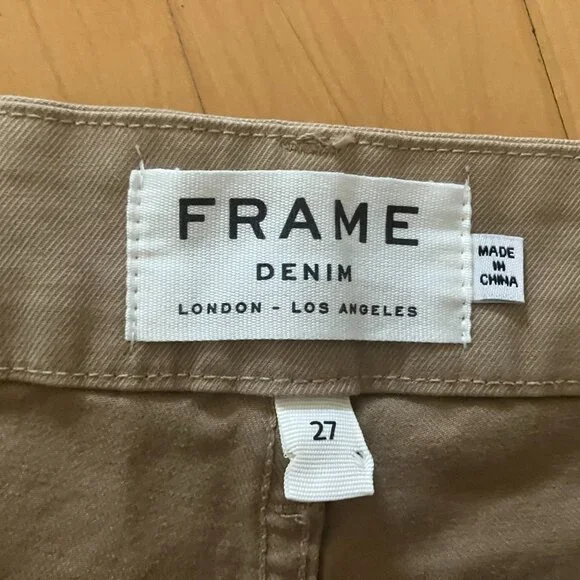 FRAME
DENIM
LONDON - LOS ANGELES
MADE
IN
CHINA
27